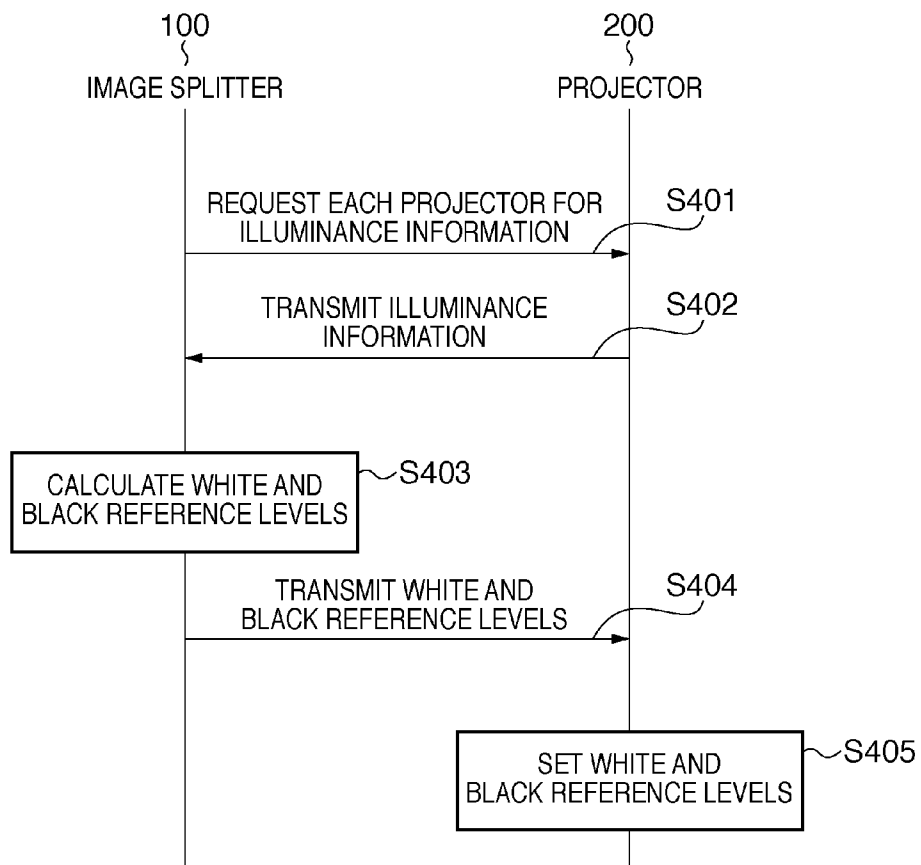 100
200
IMAGE SPLITTER
PROJECTOR
REQUEST EACH PROJECTOR FOR
ILLUMINANCE INFORMATION
S401
TRANSMIT ILLUMINANCE
INFORMATION
S402
CALCULATE WHITE AND
BLACK REFERENCE LEVELS
S403
TRANSMIT WHITE AND
BLACK REFERENCE LEVELS
S404
SET WHITE AND
BLACK REFERENCE LEVELS
S405